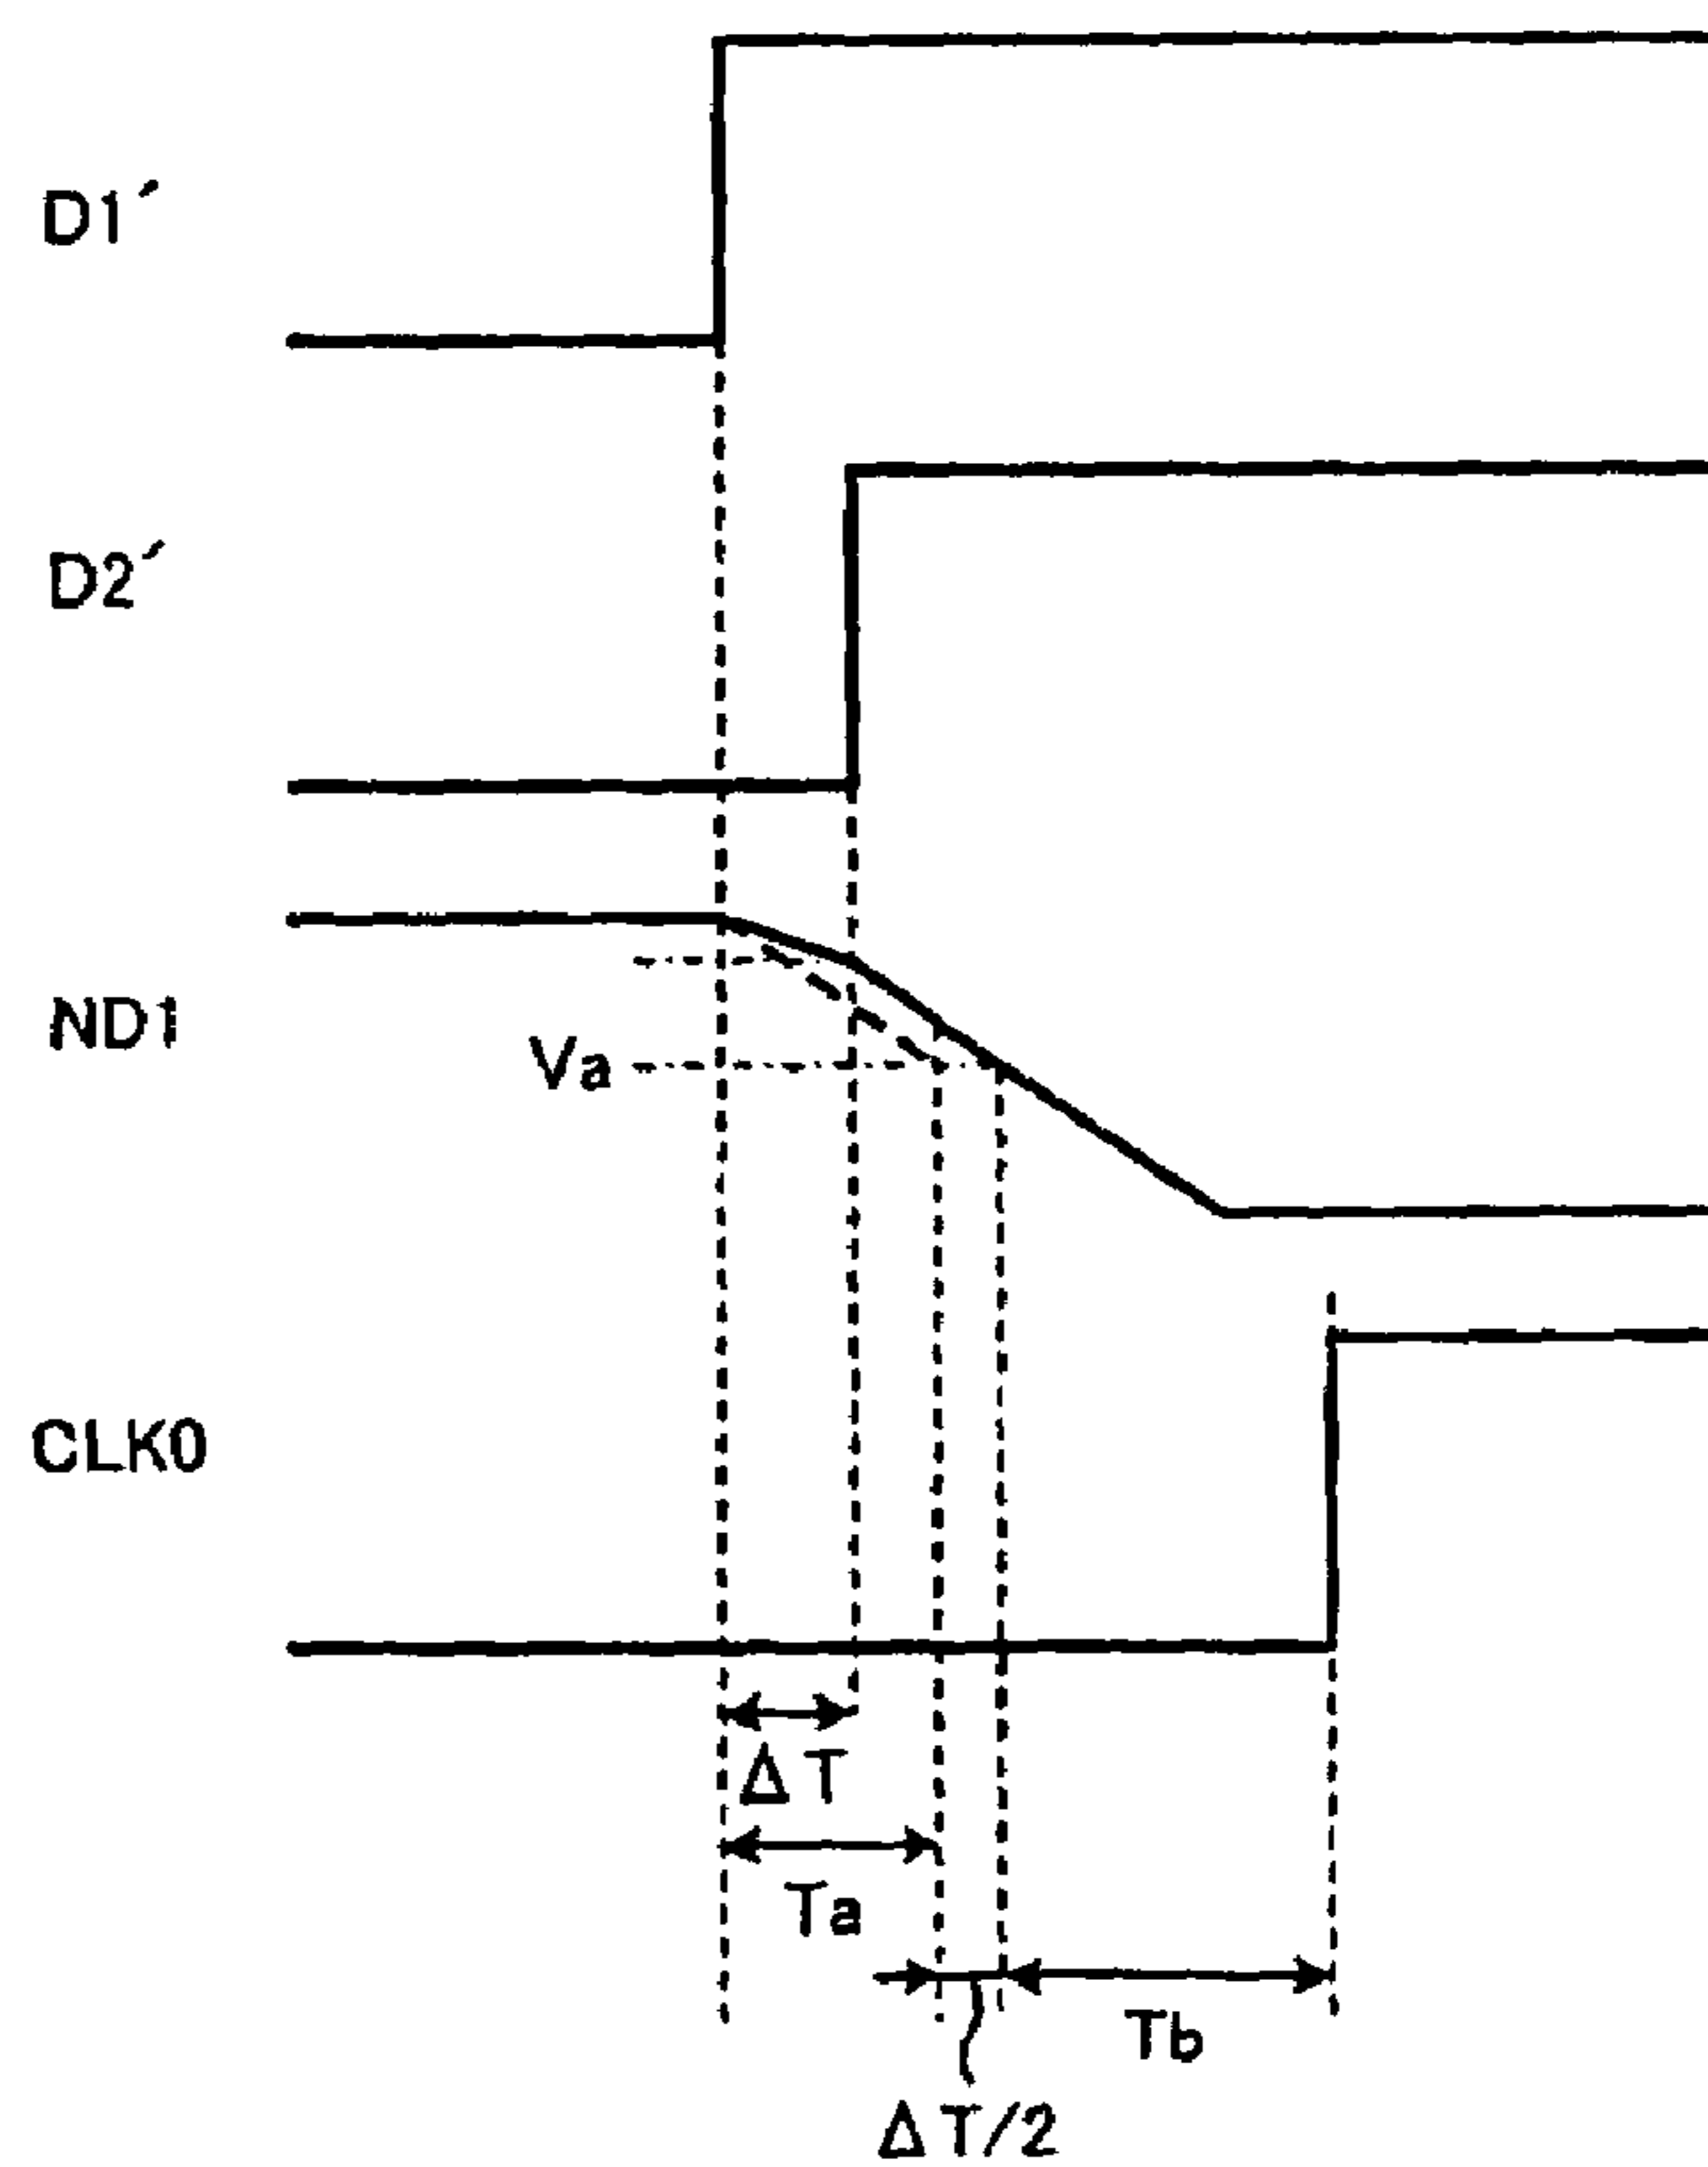 D1´
D2´
ND1
Va
CLK0
ΔT
Ta
Tb
ΔT/2